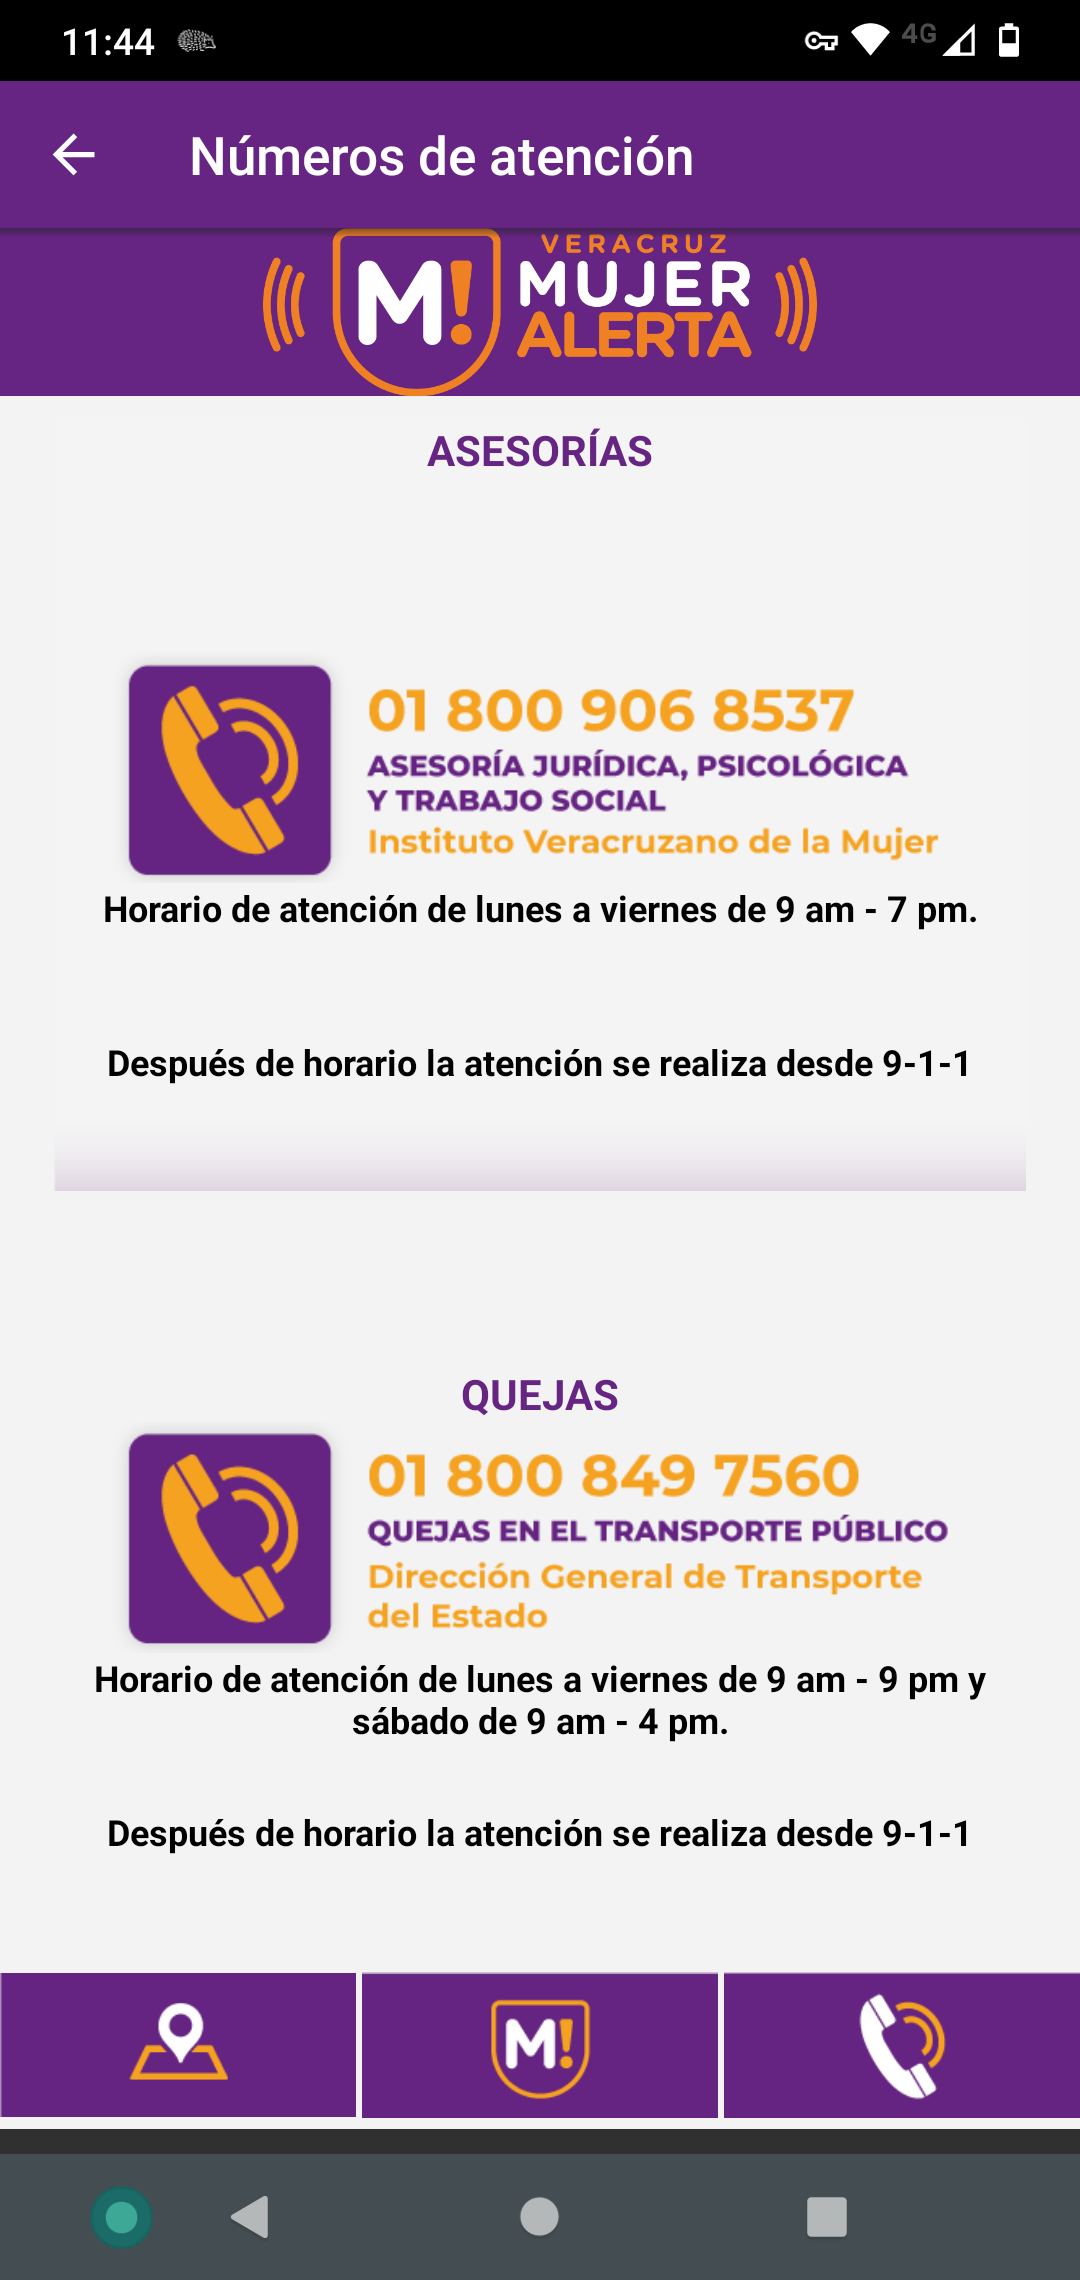 11:44
4G
Números de atención
VERACRUZ
M! MUJER
ALERTA
ASESORÍAS
01 800 906 8537
ASESORÍA JURÍDICA, PSICOLÓGICA
Y TRABAJO SOCIAL
Instituto Veracruzano de la Mujer
Horario de atención de lunes a viernes de 9 am - 7 pm.
Después de horario la atención se realiza desde 9-1-1
QUEJAS
01 800 849 7560
QUEJAS EN EL TRANSPORTE PÚBLICO
Dirección General de Transporte
del Estado
Horario de atención de lunes a viernes de 9 am - 9 pm y
sábado de 9 am - 4 pm.
Después de horario la atención se realiza desde 9-1-1
M!